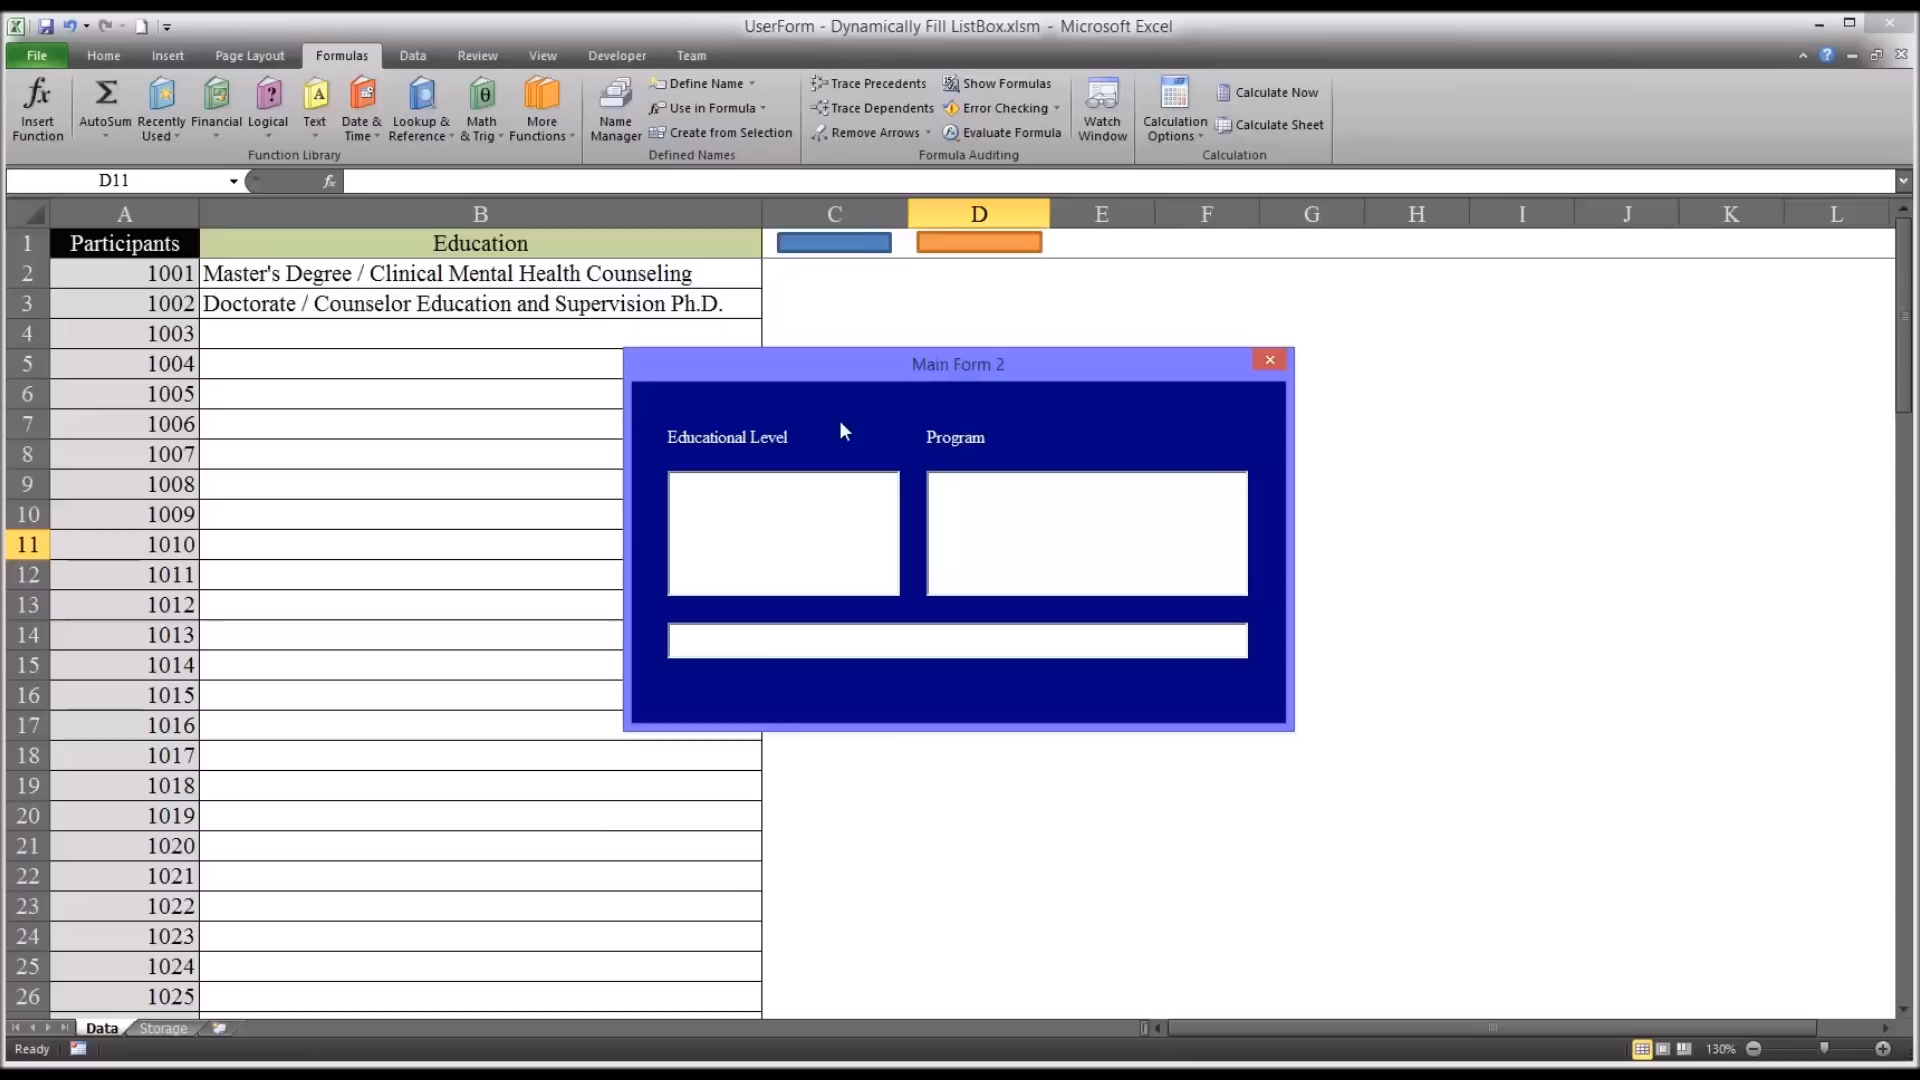 UserForm - Dynamically Fill ListBox.xlsm - Microsoft Excel
File Home Insert Page Layout Formulas Data Review View Developer Team
Insert Function
AutoSum
Recently Used
Financial
Logical
Text
Date & Time
Lookup & Reference
Math & Trig
More Functions
Function Library
Name Manager
Define Name
Use in Formula
Create from Selection
Defined Names
Trace Precedents
Trace Dependents
Remove Arrows
Show Formulas
Error Checking
Evaluate Formula
Formula Auditing
Watch Window
Calculation Options
Calculate Now
Calculate Sheet
Calculation
D11 fx
A B C D E F G H I J K L
1 Participants Education
2 1001 Master's Degree / Clinical Mental Health Counseling
3 1002 Doctorate / Counselor Education and Supervision Ph.D.
4 1003
5 1004
6 1005
7 1006
8 1007
9 1008
10 1009
11 1010
12 1011
13 1012
14 1013
15 1014
16 1015
17 1016
18 1017
19 1018
20 1019
21 1020
22 1021
23 1022
24 1023
25 1024
26 1025
Main Form 2
Educational Level Program
Data Storage
Ready 130%